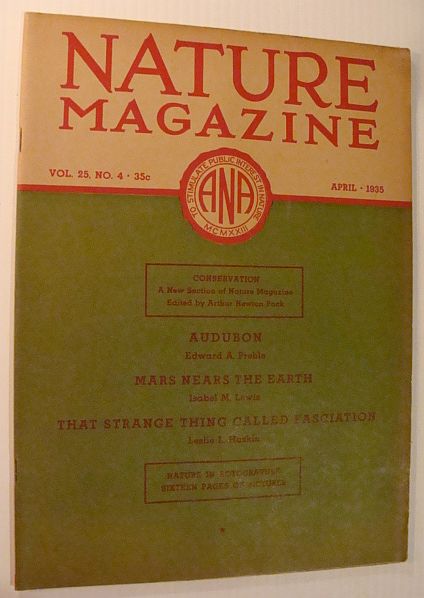 NATURE
MAGAZINE
VOL. 25, NO. 4 · 35c
APRIL · 1935
TO STIMULATE PUBLIC INTEREST IN NATURE
ANA
MCMXXIII
CONSERVATION
A New Section of Nature Magazine
Edited by Arthur Newton Pack
AUDUBON
Edward A. Preble
MARS NEARS THE EARTH
Isabel M. Lewis
THAT STRANGE THING CALLED FASCIATION
Leslie L. Haskin
NATURE IN ROTOGRAVURE
SIXTEEN PAGES OF PICTURES